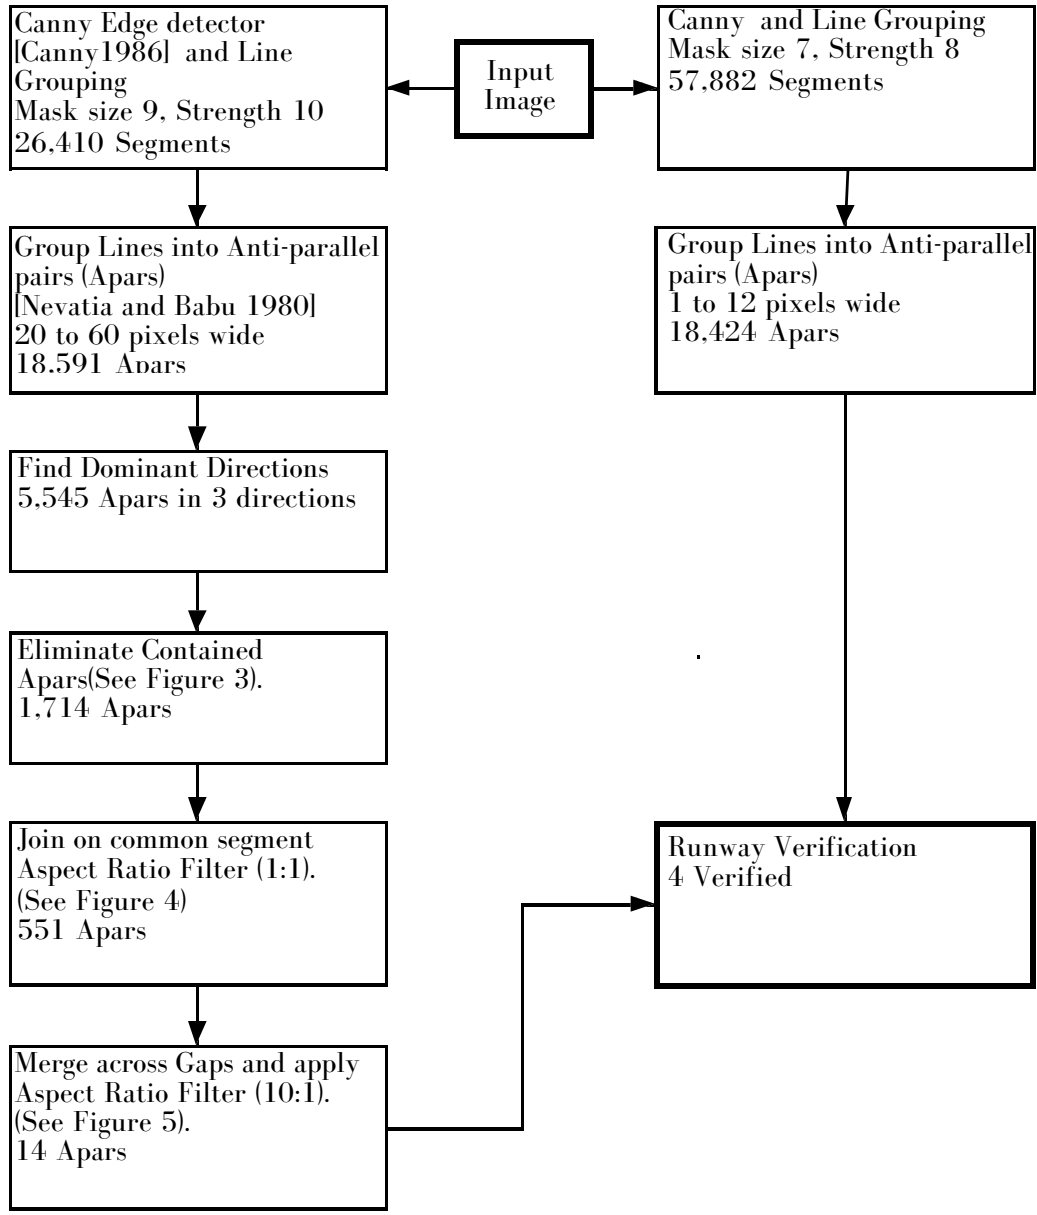 Canny Edge detector
[Canny1986] and Line
Grouping
Mask size 9, Strength 10
26,410 Segments
Input
Image
Canny and Line Grouping
Mask size 7, Strength 8
57,882 Segments
Group Lines into Anti-parallel
pairs (Apars)
[Nevatia and Babu 1980]
20 to 60 pixels wide
18,591 Apars
Group Lines into Anti-parallel
pairs (Apars)
1 to 12 pixels wide
18,424 Apars
Find Dominant Directions
5,545 Apars in 3 directions
Eliminate Contained
Apars(See Figure 3).
1,714 Apars
Join on common segment
Aspect Ratio Filter (1:1).
(See Figure 4)
551 Apars
Runway Verification
4 Verified
Merge across Gaps and apply
Aspect Ratio Filter (10:1).
(See Figure 5).
14 Apars